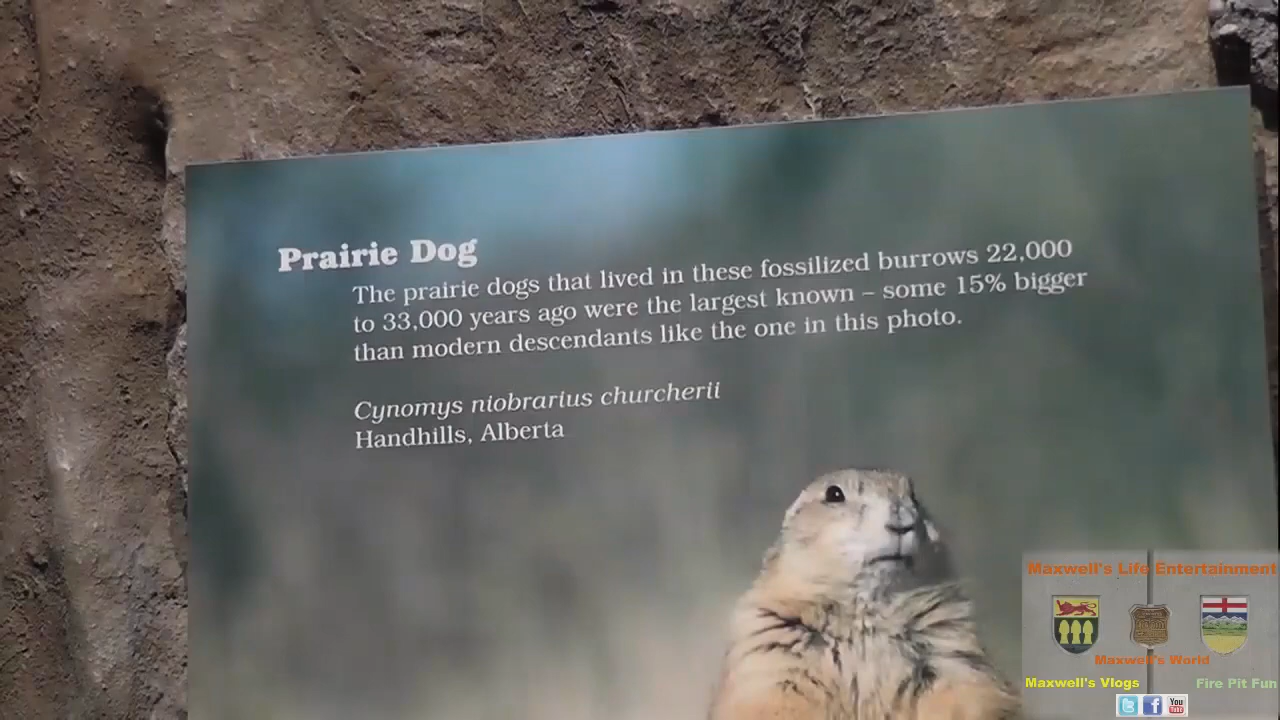 Prairie Dog
The prairie dogs that lived in these fossilized burrows 22,000
to 33,000 years ago were the largest known – some 15% bigger
than modern descendants like the one in this photo.
Cynomys niobrarius churcherii
Handhills, Alberta
Maxwell's Life Entertainment
Maxwell's World
Maxwell's Vlogs
Fire Pit Fun
You